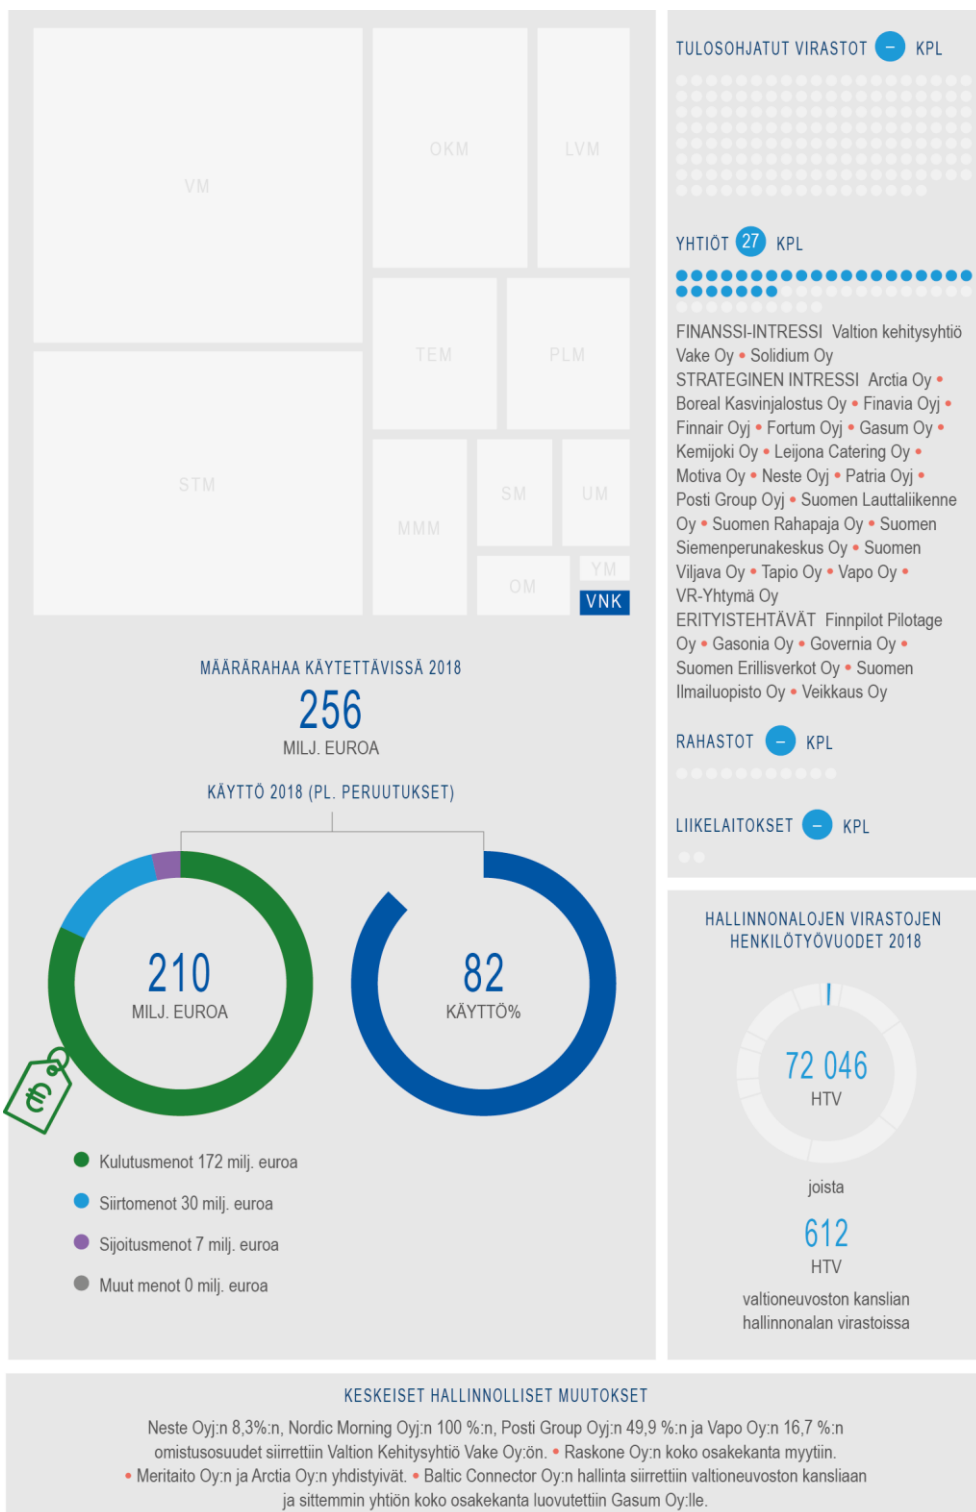 VM
OKM
LVM
TEM
PLM
STM
MMM
SM
UM
OM
YM
VNK
MÄÄRÄRAHAA KÄYTETTÄVISSÄ 2018
256
MILJ. EUROA
KÄYTTÖ 2018 (PL. PERUUTUKSET)
210
MILJ. EUROA
82
KÄYTTÖ%
Kulutusmenot 172 milj. euroa
Siirtomenot 30 milj. euroa
Sijoitusmenot 7 milj. euroa
Muut menot 0 milj. euroa
TULOSOHJATUT VIRASTOT – KPL
YHTIÖT 27 KPL
FINANSSI-INTRESSI Valtion kehitysyhtiö
Vake Oy • Solidium Oy
STRATEGINEN INTRESSI Arctia Oy •
Boreal Kasvinjalostus Oy • Finavia Oyj •
Finnair Oyj • Fortum Oyj • Gasum Oy •
Kemijoki Oy • Leijona Catering Oy •
Motiva Oy • Neste Oyj • Patria Oyj •
Posti Group Oyj • Suomen Lauttaliikenne
Oy • Suomen Rahapaja Oy • Suomen
Siemenperunakeskus Oy • Suomen
Viljava Oy • Tapio Oy • Vapo Oy •
VR-Yhtymä Oy
ERITYISTEHTÄVÄT Finnpilot Pilotage
Oy • Gasonia Oy • Governia Oy •
Suomen Erillisverkot Oy • Suomen
Ilmailuopisto Oy • Veikkaus Oy
RAHASTOT – KPL
LIIKELAITOKSET – KPL
HALLINNONALOJEN VIRASTOJEN
HENKILÖTYÖVUODET 2018
72 046
HTV
joista
612
HTV
valtioneuvoston kanslian
hallinnonalan virastoissa
KESKEISET HALLINNOLLISET MUUTOKSET
Neste Oyj:n 8,3%:n, Nordic Morning Oyj:n 100 %:n, Posti Group Oyj:n 49,9 %:n ja Vapo Oy:n 16,7 %:n
omistusosuudet siirrettiin Valtion Kehitysyhtiö Vake Oy:ön. • Raskone Oy:n koko osakekanta myytiin.
• Meritaito Oy:n ja Arctia Oy:n yhdistyivät. • Baltic Connector Oy:n hallinta siirrettiin valtioneuvoston kansliaan
ja sittemmin yhtiön koko osakekanta luovutettiin Gasum Oy:lle.